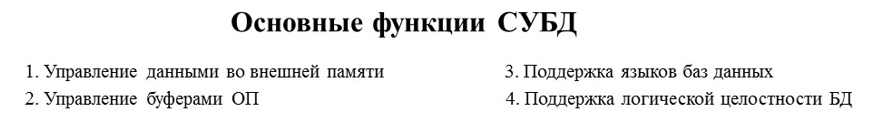 Основные функции СУБД
1. Управление данными во внешней памяти
2. Управление буферами ОП
3. Поддержка языков баз данных
4. Поддержка логической целостности БД